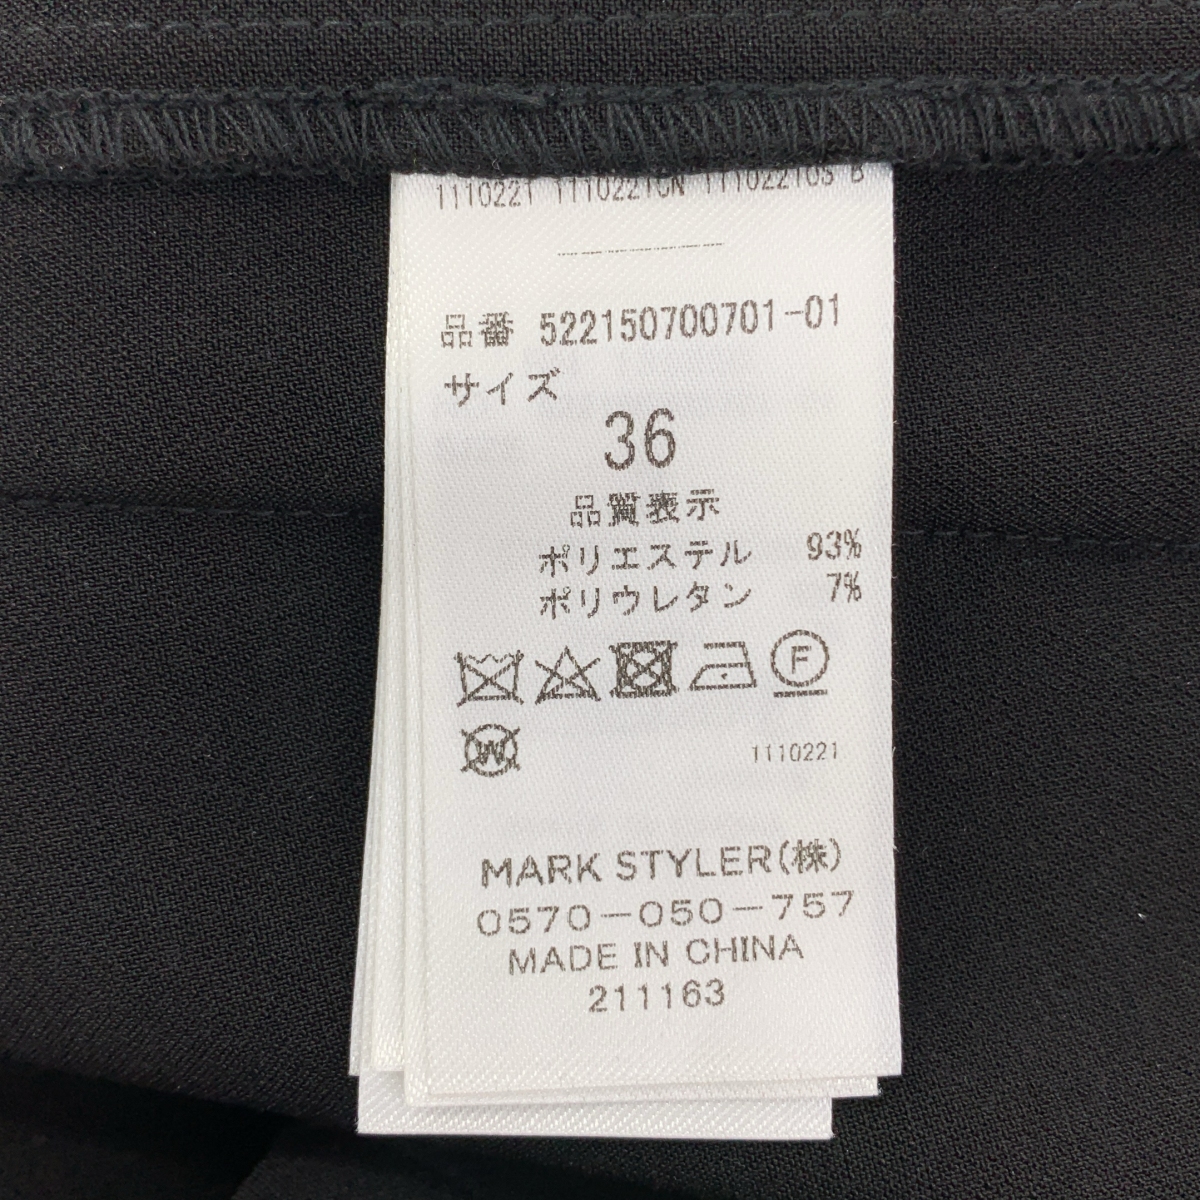 1110221 1110221CN 1110221OS B
品番 522150700701-01
サイズ
36
品質表示
ポリエステル 93%
ポリウレタン 7%
F
W
1110221
MARK STYLER(株)
0570-050-757
MADE IN CHINA
211163